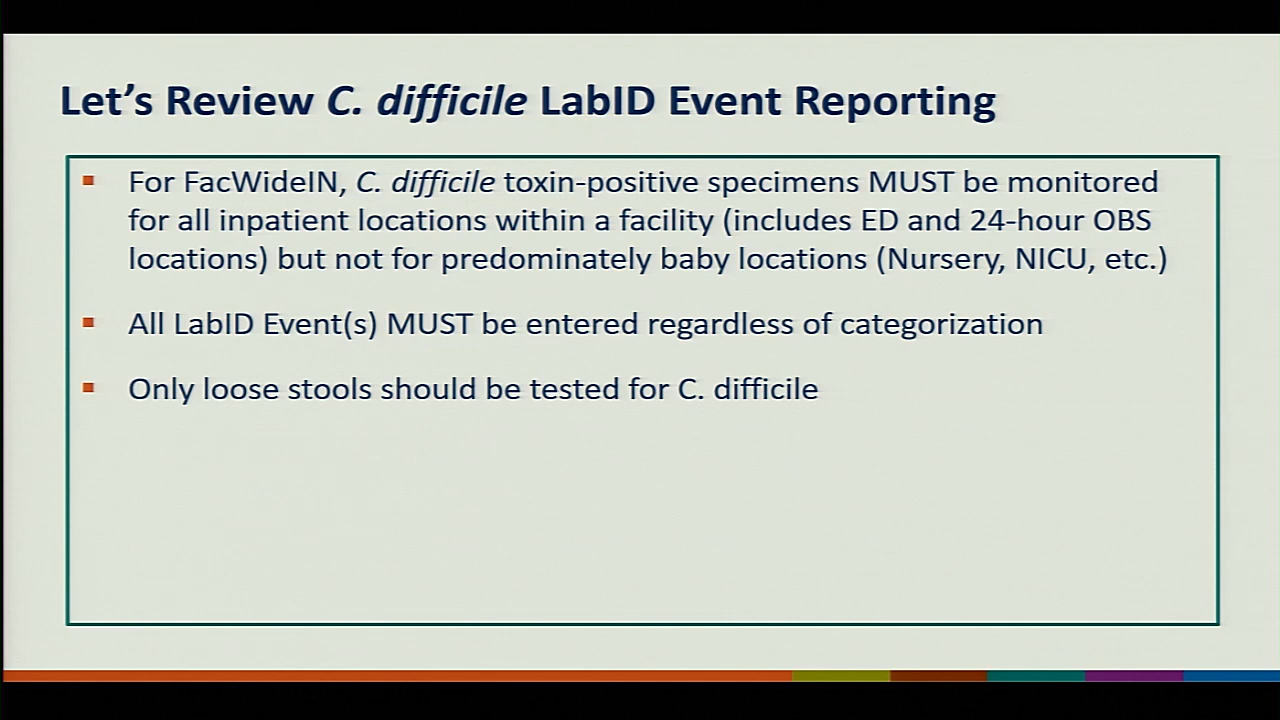 Let's Review C. difficile LabID Event Reporting
For FacWideIN, C. difficile toxin-positive specimens MUST be monitored
for all inpatient locations within a facility (includes ED and 24-hour OBS
locations) but not for predominately baby locations (Nursery, NICU, etc.)
All LabID Event(s) MUST be entered regardless of categorization
Only loose stools should be tested for C. difficile